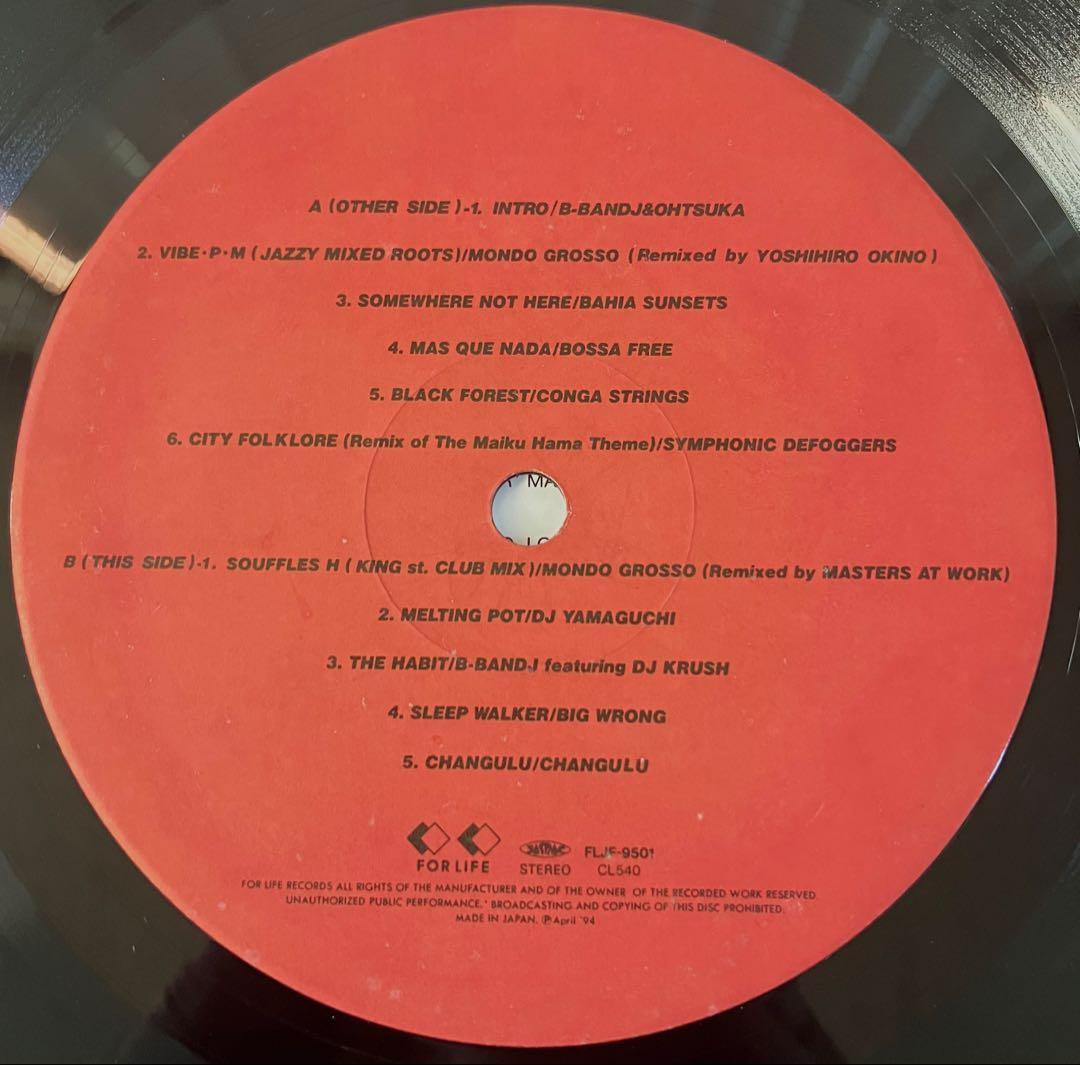 A (OTHER SIDE)-1. INTRO/B-BANDJ&OHTSUKA
2. VIBE・P・M (JAZZY MIXED ROOTS)/MONDO GROSSO (Remixed by YOSHIHIRO OKINO)
3. SOMEWHERE NOT HERE/BAHIA SUNSETS
4. MAS QUE NADA/BOSSA FREE
5. BLACK FOREST/CONGA STRINGS
6. CITY FOLKLORE (Remix of The Maiku Hama Theme)/SYMPHONIC DEFOGGERS
B (THIS SIDE)-1. SOUFFLES H (KING st. CLUB MIX)/MONDO GROSSO (Remixed by MASTERS AT WORK)
2. MELTING POT/DJ YAMAGUCHI
3. THE HABIT/B-BANDJ featuring DJ KRUSH
4. SLEEP WALKER/BIG WRONG
5. CHANGULU/CHANGULU
FOR LIFE
JASRAC
STEREO
FLJF-9501
CL540
FOR LIFE RECORDS ALL RIGHTS OF THE MANUFACTURER AND OF THE OWNER OF THE RECORDED WORK RESERVED.
UNAUTHORIZED PUBLIC PERFORMANCE.' BROADCASTING AND COPYING OF THIS DISC PROHIBITED.
MADE IN JAPAN. Ⓟ April '94